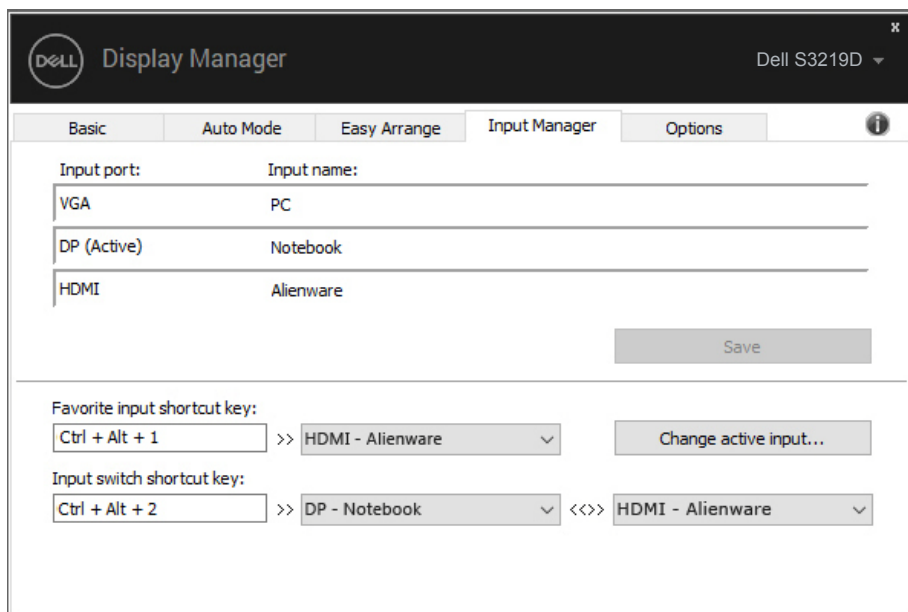 x
DELL Display Manager Dell S3219D
Basic Auto Mode Easy Arrange Input Manager Options i
Input port: Input name:
VGA PC
DP (Active) Notebook
HDMI Alienware
Save
Favorite input shortcut key:
Ctrl + Alt + 1 >> HDMI - Alienware Change active input...
Input switch shortcut key:
Ctrl + Alt + 2 >> DP - Notebook <<>> HDMI - Alienware